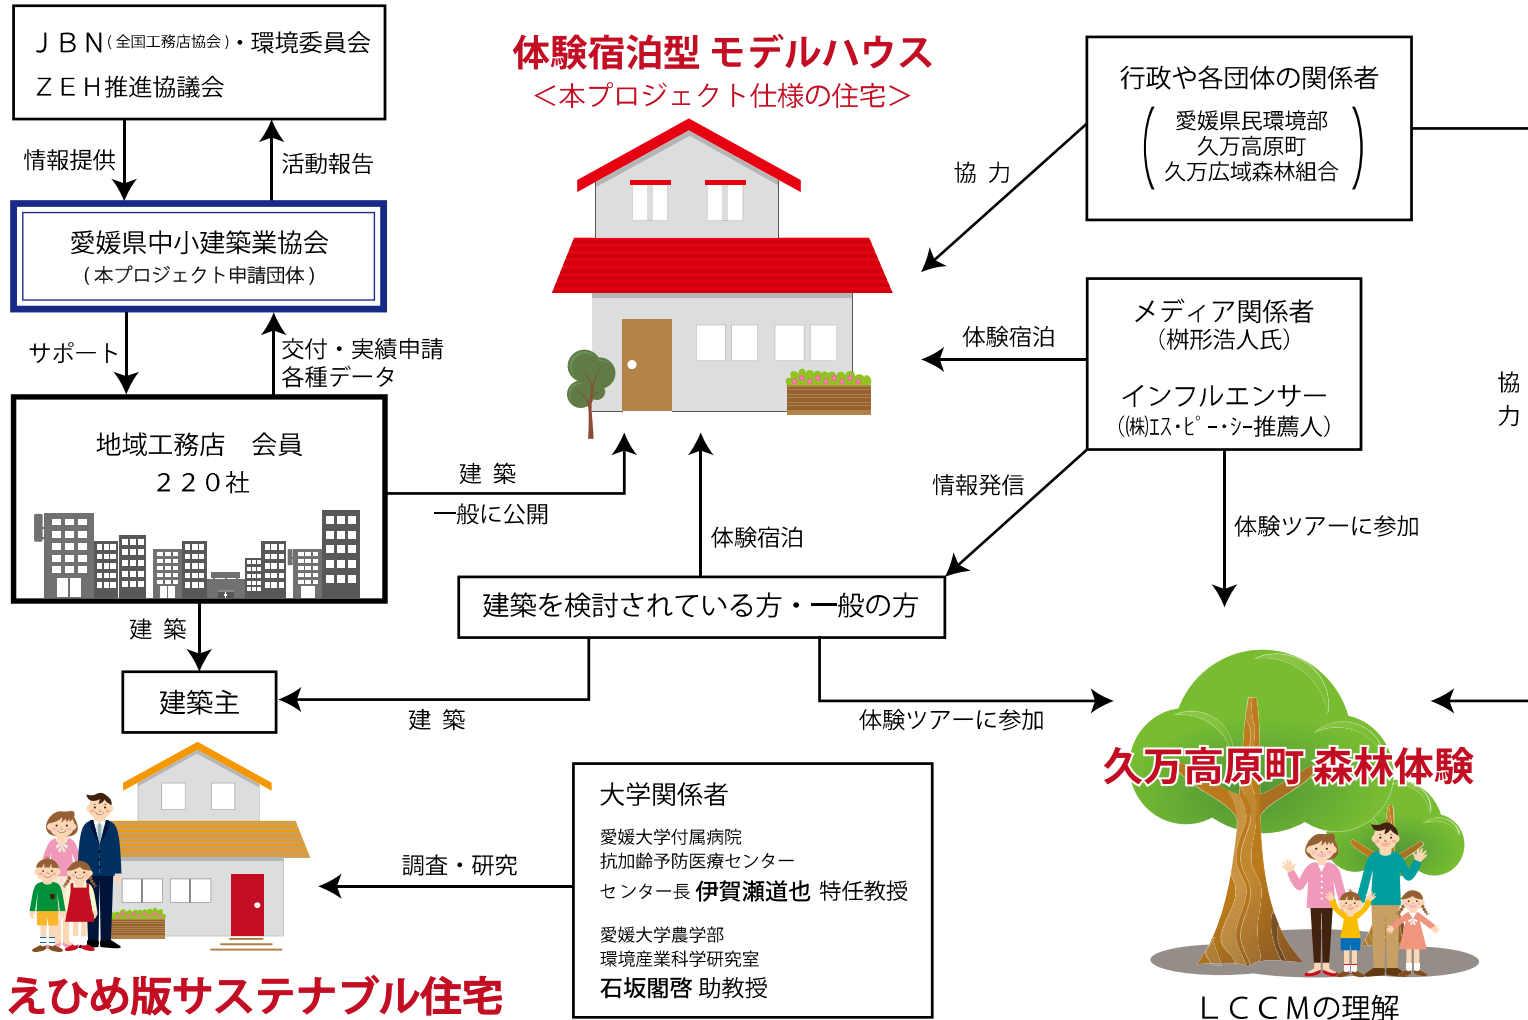 ＪＢＮ(全国工務店協会)・環境委員会
ＺＥＨ推進協議会
情報提供
活動報告
愛媛県中小建築業協会
(本プロジェクト申請団体)
サポート
交付・実績申請
各種データ
地域工務店　会員
２２０社
建 築
一般に公開
建 築
建築主
えひめ版サステナブル住宅
体験宿泊型 モデルハウス
＜本プロジェクト仕様の住宅＞
協 力
体験宿泊
情報発信
体験宿泊
建築を検討されている方・一般の方
建 築
体験ツアーに参加
調査・研究
大学関係者
愛媛大学付属病院
抗加齢予防医療センター
センター長 伊賀瀬道也 特任教授
愛媛大学農学部
環境産業科学研究室
石坂閣啓 助教授
行政や各団体の関係者
愛媛県民環境部
久万高原町
久万広域森林組合
メディア関係者
（桝形浩人氏）
インフルエンサー
（㈱ｴｽ・ﾋﾟｰ・ｼｰ推薦人）
体験ツアーに参加
協力
久万高原町 森林体験
ＬＣＣＭの理解